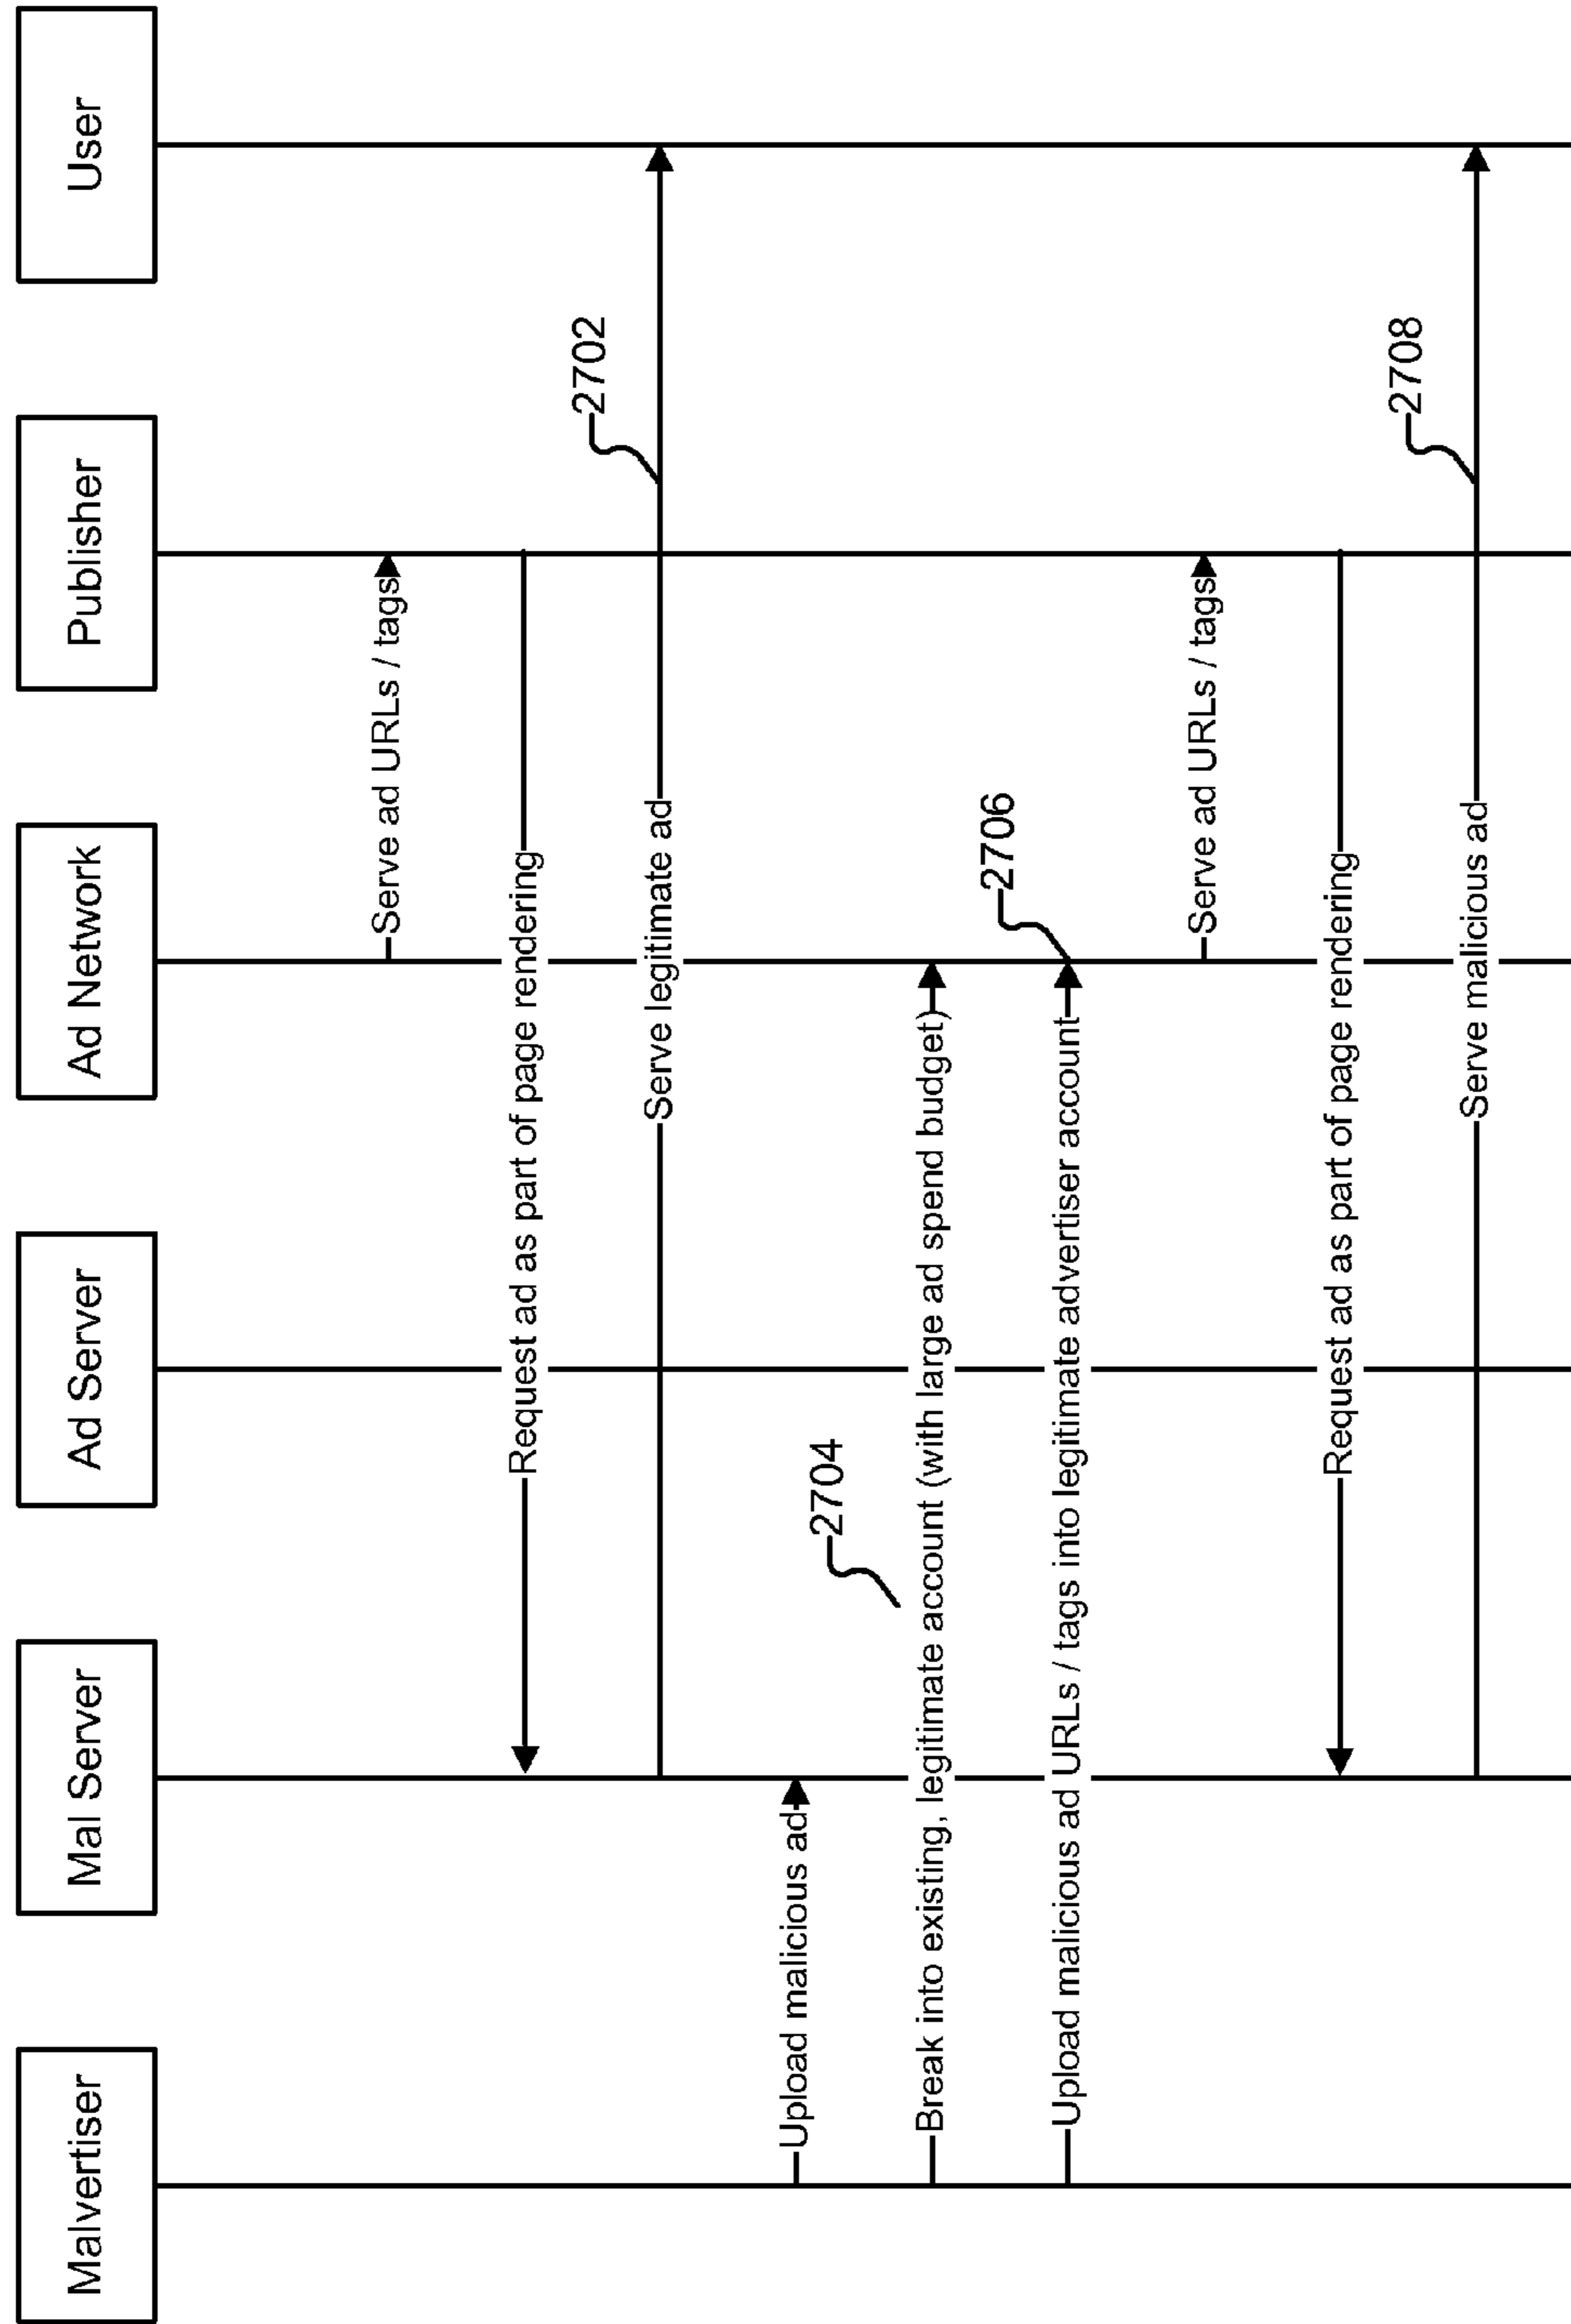 Malvertiser
Mal Server
Ad Server
Ad Network
Publisher
User
Serve ad URLs / tags
Request ad as part of page rendering
Serve legitimate ad
2702
Upload malicious ad
2704
Break into existing, legitimate account (with large ad spend budget)
2706
Upload malicious ad URLs / tags into legitimate advertiser account
Serve ad URLs / tags
Request ad as part of page rendering
Serve malicious ad
2708